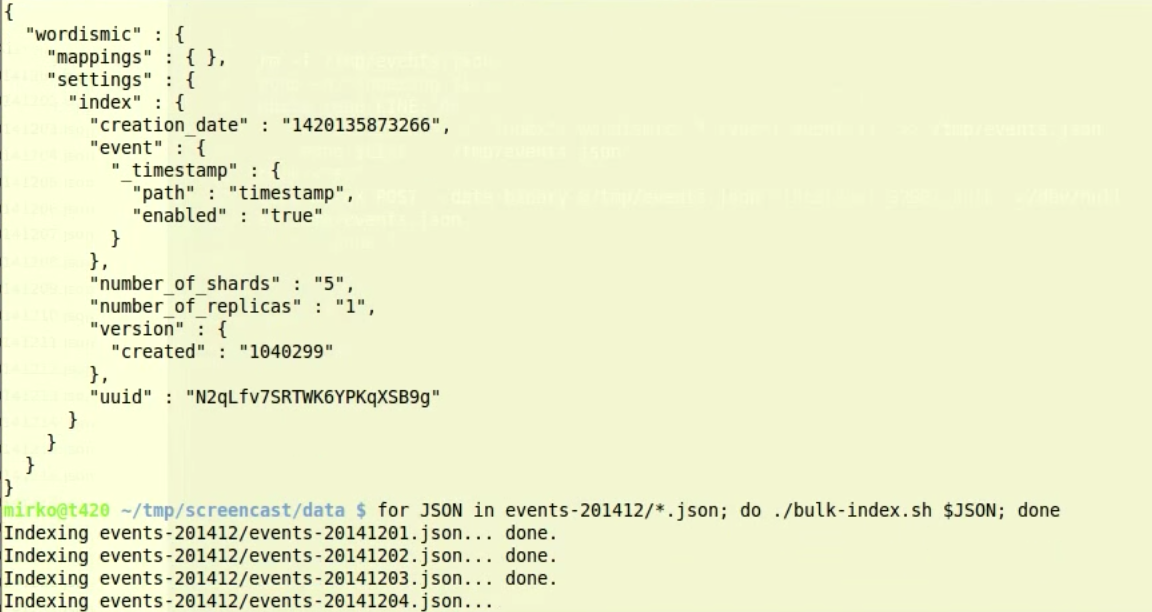 {
  "wordismic" : {
    "mappings" : { },
    "settings" : {
      "index" : {
        "creation_date" : "1420135873266",
        "event" : {
          "_timestamp" : {
            "path" : "timestamp",
            "enabled" : "true"
          }
        },
        "number_of_shards" : "5",
        "number_of_replicas" : "1",
        "version" : {
          "created" : "1040299"
        },
        "uuid" : "N2qLfv7SRTWK6YPKqXSB9g"
      }
    }
  }
}
mirko@t420 ~/tmp/screencast/data $ for JSON in events-201412/*.json; do ./bulk-index.sh $JSON; done
Indexing events-201412/events-20141201.json... done.
Indexing events-201412/events-20141202.json... done.
Indexing events-201412/events-20141203.json... done.
Indexing events-201412/events-20141204.json...